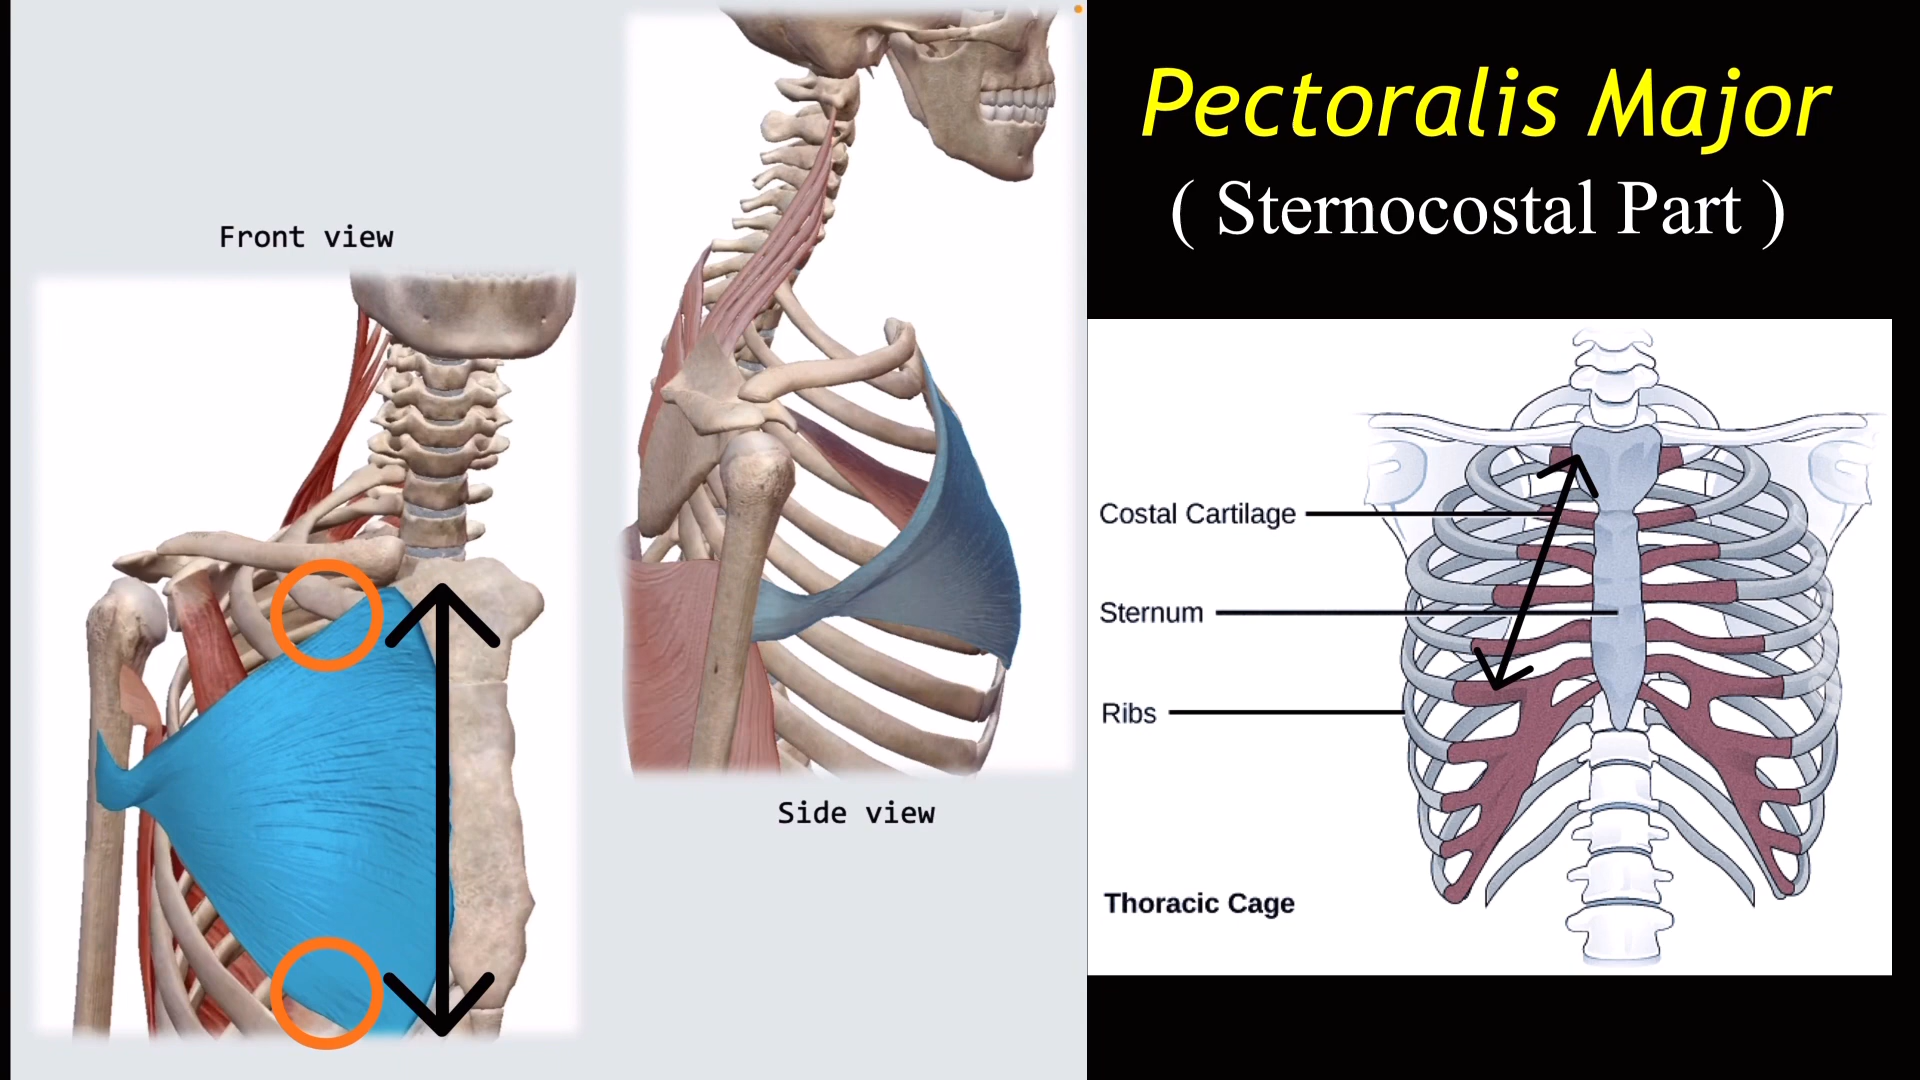 Front view
Side view
Pectoralis Major
( Sternocostal Part )
Costal Cartilage
Sternum
Ribs
Thoracic Cage